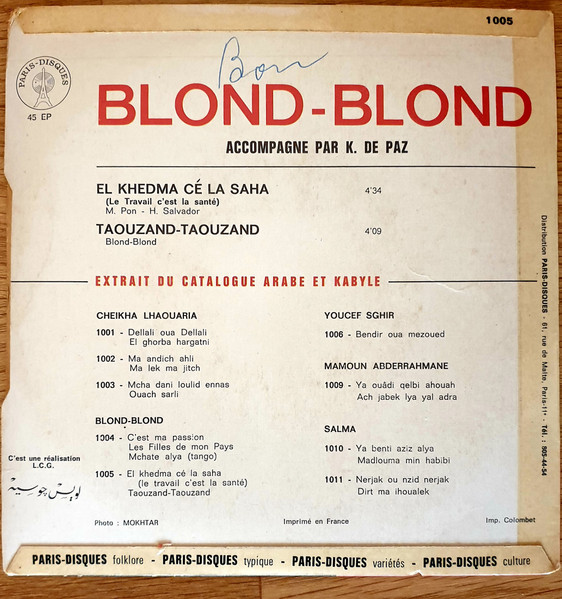 1005
PARIS-DISQUES
45 EP
Bon
BLOND-BLOND
ACCOMPAGNE PAR K. DE PAZ
EL KHEDMA CÉ LA SAHA 4'34
(Le Travail c'est la santé)
M. Pon - H. Salvador
TAOUZAND-TAOUZAND 4'09
Blond-Blond
EXTRAIT DU CATALOGUE ARABE ET KABYLE
CHEIKHA LHAOUARIA
1001 - Dellali oua Dellali
El ghorba hargatni
1002 - Ma andich ahli
Ma lek ma jitch
1003 - Mcha dani loulid ennas
Ouach sarli
BLOND-BLOND
1004 - C'est ma passion
Les Filles de mon Pays
Mchate alya (tango)
1005 - El khedma cé la saha
(le travail c'est la santé)
Taouzand-Taouzand
YOUCEF SGHIR
1006 - Bendir oua mezoued
MAMOUN ABDERRAHMANE
1009 - Ya ouâdi qelbi ahouah
Ach jabek lya yal adra
SALMA
1010 - Ya benti aziz alya
Madlouma min habibi
1011 - Nerjak ou nzid nerjak
Dirt ma ihoualek
Distribution PARIS-DISQUES - 61, rue de Malte, Paris-11e - Tél. : 805-44-54
C'est une réalisation
L.C.G.
Photo : MOKHTAR
Imprimé en France
Imp. Colombet
PARIS-DISQUES folklore - PARIS-DISQUES typique - PARIS-DISQUES variétés - PARIS-DISQUES culture